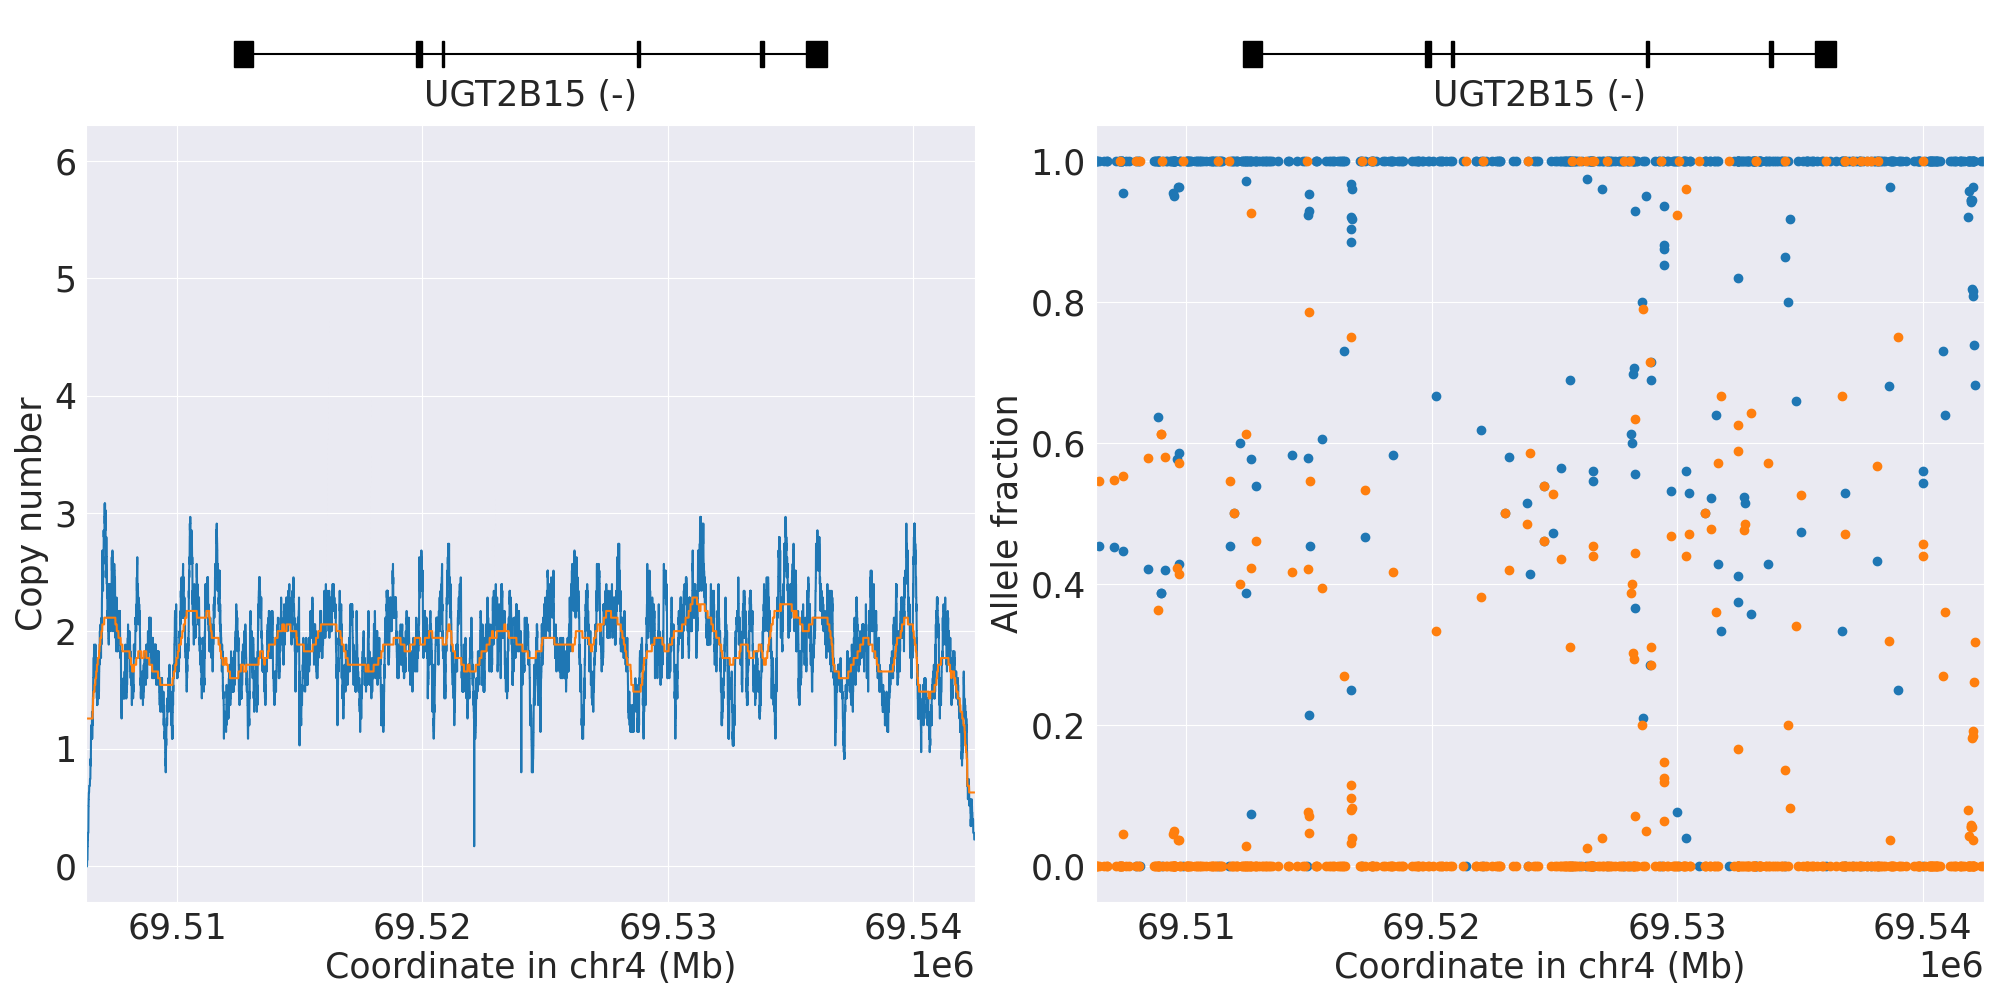 UGT2B15 (-)
UGT2B15 (-)
Copy number
6
5
4
3
2
1
0
69.51
69.52
69.53
69.54
Coordinate in chr4 (Mb)
1e6
Allele fraction
1.0
0.8
0.6
0.4
0.2
0.0
69.51
69.52
69.53
69.54
Coordinate in chr4 (Mb)
1e6